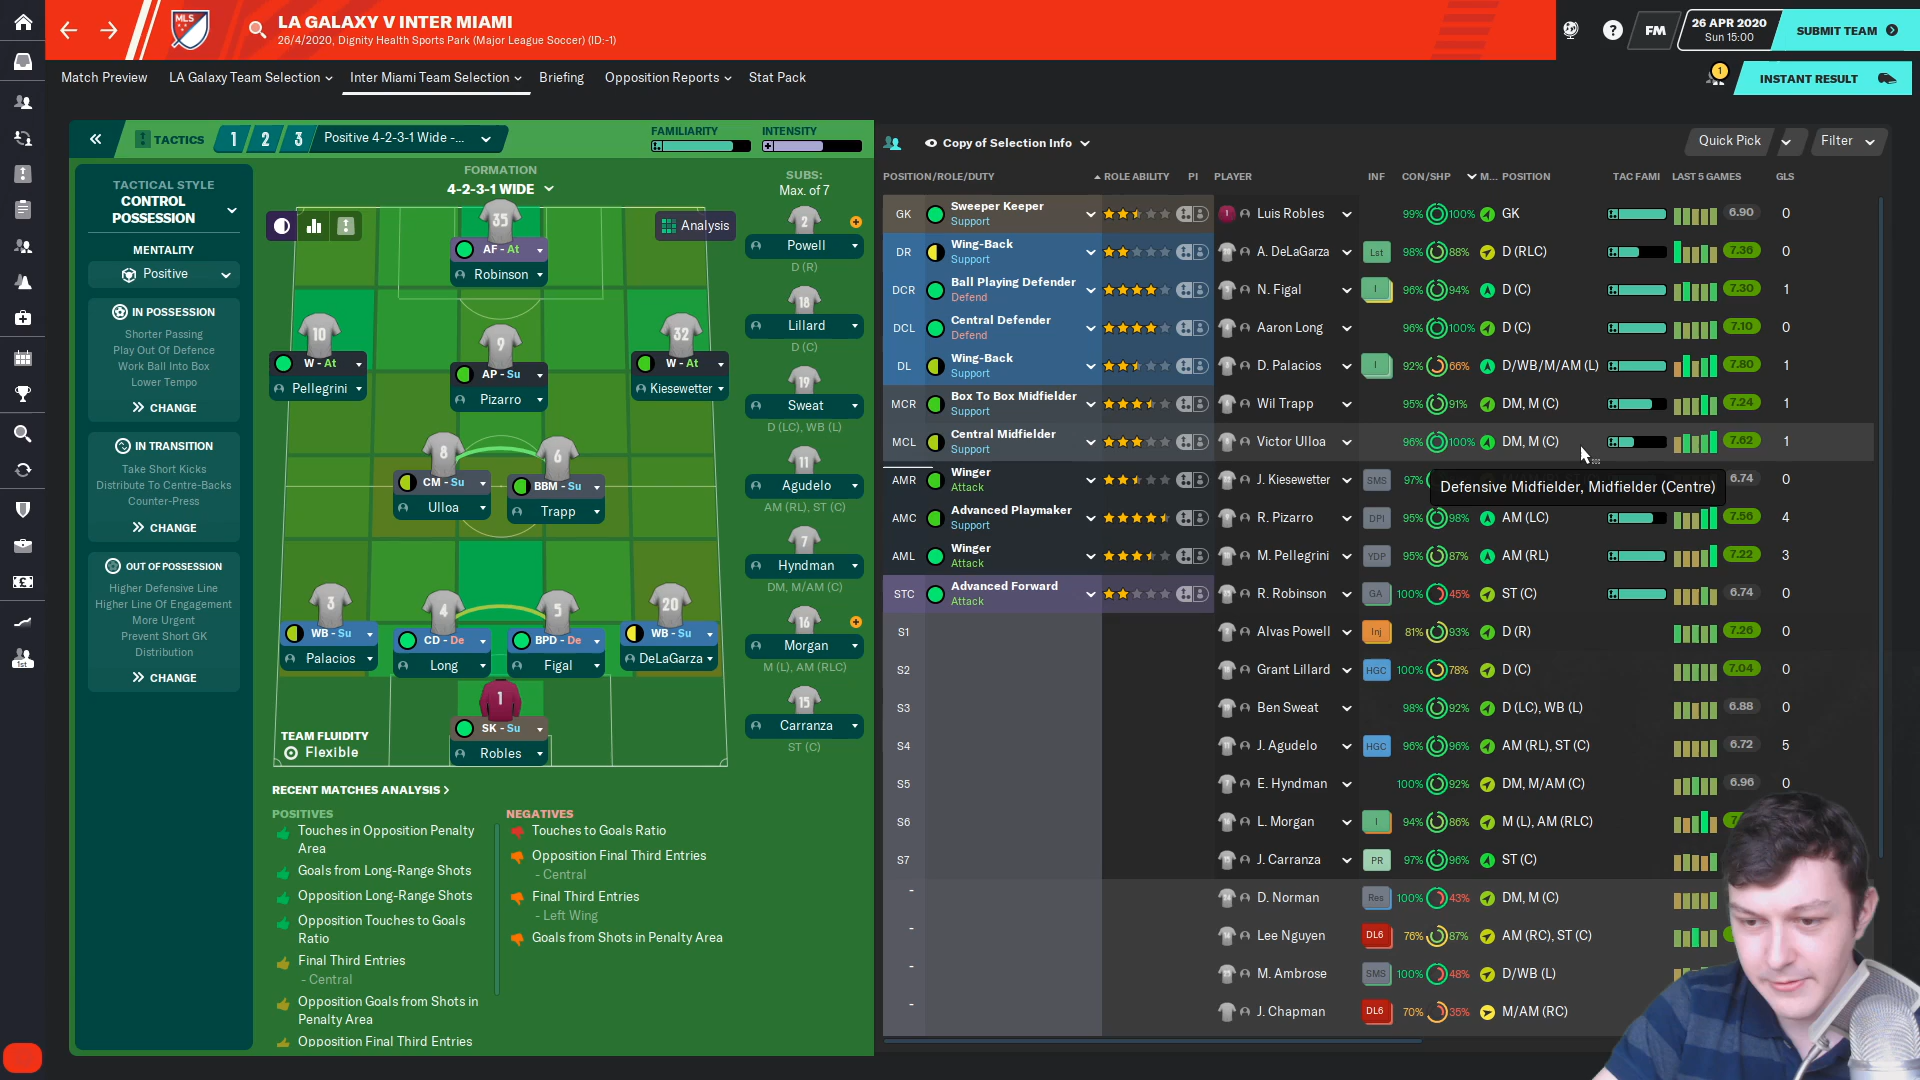 MLS
LA GALAXY V INTER MIAMI
26/4/2020, Dignity Health Sports Park (Major League Soccer) (ID:-1)
FM
26 APR 2020
Sun 15:00
SUBMIT TEAM
Match Preview
LA Galaxy Team Selection
Inter Miami Team Selection
Briefing
Opposition Reports
Stat Pack
1
INSTANT RESULT
TACTICS
1
2
3
Positive 4-2-3-1 Wide -...
FAMILIARITY
INTENSITY
TACTICAL STYLE
CONTROL
POSSESSION
MENTALITY
Positive
IN POSSESSION
Shorter Passing
Play Out Of Defence
Work Ball Into Box
Lower Tempo
CHANGE
IN TRANSITION
Take Short Kicks
Distribute To Centre-Backs
Counter-Press
CHANGE
OUT OF POSSESSION
Higher Defensive Line
Higher Line Of Engagement
More Urgent
Prevent Short GK
Distribution
CHANGE
1st
FORMATION
4-2-3-1 WIDE
Analysis
35
AF - At
Robinson
10
W - At
Pellegrini
9
AP - Su
Pizarro
32
W - At
Kiesewetter
8
CM - Su
Ulloa
6
BBM - Su
Trapp
3
WB - Su
Palacios
4
CD - De
Long
5
BPD - De
Figal
20
WB - Su
DeLaGarza
1
SK - Su
Robles
TEAM FLUIDITY
Flexible
SUBS:
Max. of 7
2
Powell
D (R)
18
Lillard
D (C)
19
Sweat
D (LC), WB (L)
11
Agudelo
AM (RL), ST (C)
7
Hyndman
DM, M/AM (C)
16
Morgan
M (L), AM (RLC)
15
Carranza
ST (C)
RECENT MATCHES ANALYSIS
POSITIVES
Touches in Opposition Penalty
Area
Goals from Long-Range Shots
Opposition Long-Range Shots
Opposition Touches to Goals
Ratio
Final Third Entries
- Central
Opposition Goals from Shots in
Penalty Area
Opposition Final Third Entries
NEGATIVES
Touches to Goals Ratio
Opposition Final Third Entries
- Central
Final Third Entries
- Left Wing
Goals from Shots in Penalty Area
Copy of Selection Info
Quick Pick
Filter
POSITION/ROLE/DUTY ROLE ABILITY PI PLAYER INF CON/SHP M... POSITION TAC FAMI LAST 5 GAMES GLS
GK Sweeper Keeper Support Luis Robles 99% 100% GK 6.90 0
DR Wing-Back Support A. DeLaGarza Lst 98% 88% D (RLC) 7.36 0
DCR Ball Playing Defender Defend N. Figal I 96% 94% D (C) 7.30 1
DCL Central Defender Defend Aaron Long 96% 100% D (C) 7.10 0
DL Wing-Back Support D. Palacios I 92% 66% D/WB/M/AM (L) 7.80 1
MCR Box To Box Midfielder Support Wil Trapp 95% 91% DM, M (C) 7.24 1
MCL Central Midfielder Support Victor Ulloa 96% 100% DM, M (C) 7.62 1
AMR Winger Attack J. Kiesewetter SMS 97% 6.74 0
Defensive Midfielder, Midfielder (Centre)
AMC Advanced Playmaker Support R. Pizarro DPI 95% 98% AM (LC) 7.56 4
AML Winger Attack M. Pellegrini YDP 95% 87% AM (RL) 7.22 3
STC Advanced Forward Attack R. Robinson GA 100% 45% ST (C) 6.74 0
S1 Alvas Powell Inj 81% 93% D (R) 7.26 0
S2 Grant Lillard HGC 100% 78% D (C) 7.04 0
S3 Ben Sweat 98% 92% D (LC), WB (L) 6.88 0
S4 J. Agudelo HGC 96% 96% AM (RL), ST (C) 6.72 5
S5 E. Hyndman 100% 92% DM, M/AM (C) 6.96 0
S6 L. Morgan I 94% 86% M (L), AM (RLC)
S7 J. Carranza PR 97% 96% ST (C)
- D. Norman Res 100% 43% DM, M (C)
- Lee Nguyen DL6 76% 87% AM (RC), ST (C)
- M. Ambrose SMS 100% 48% D/WB (L)
- J. Chapman DL6 70% 35% M/AM (RC)